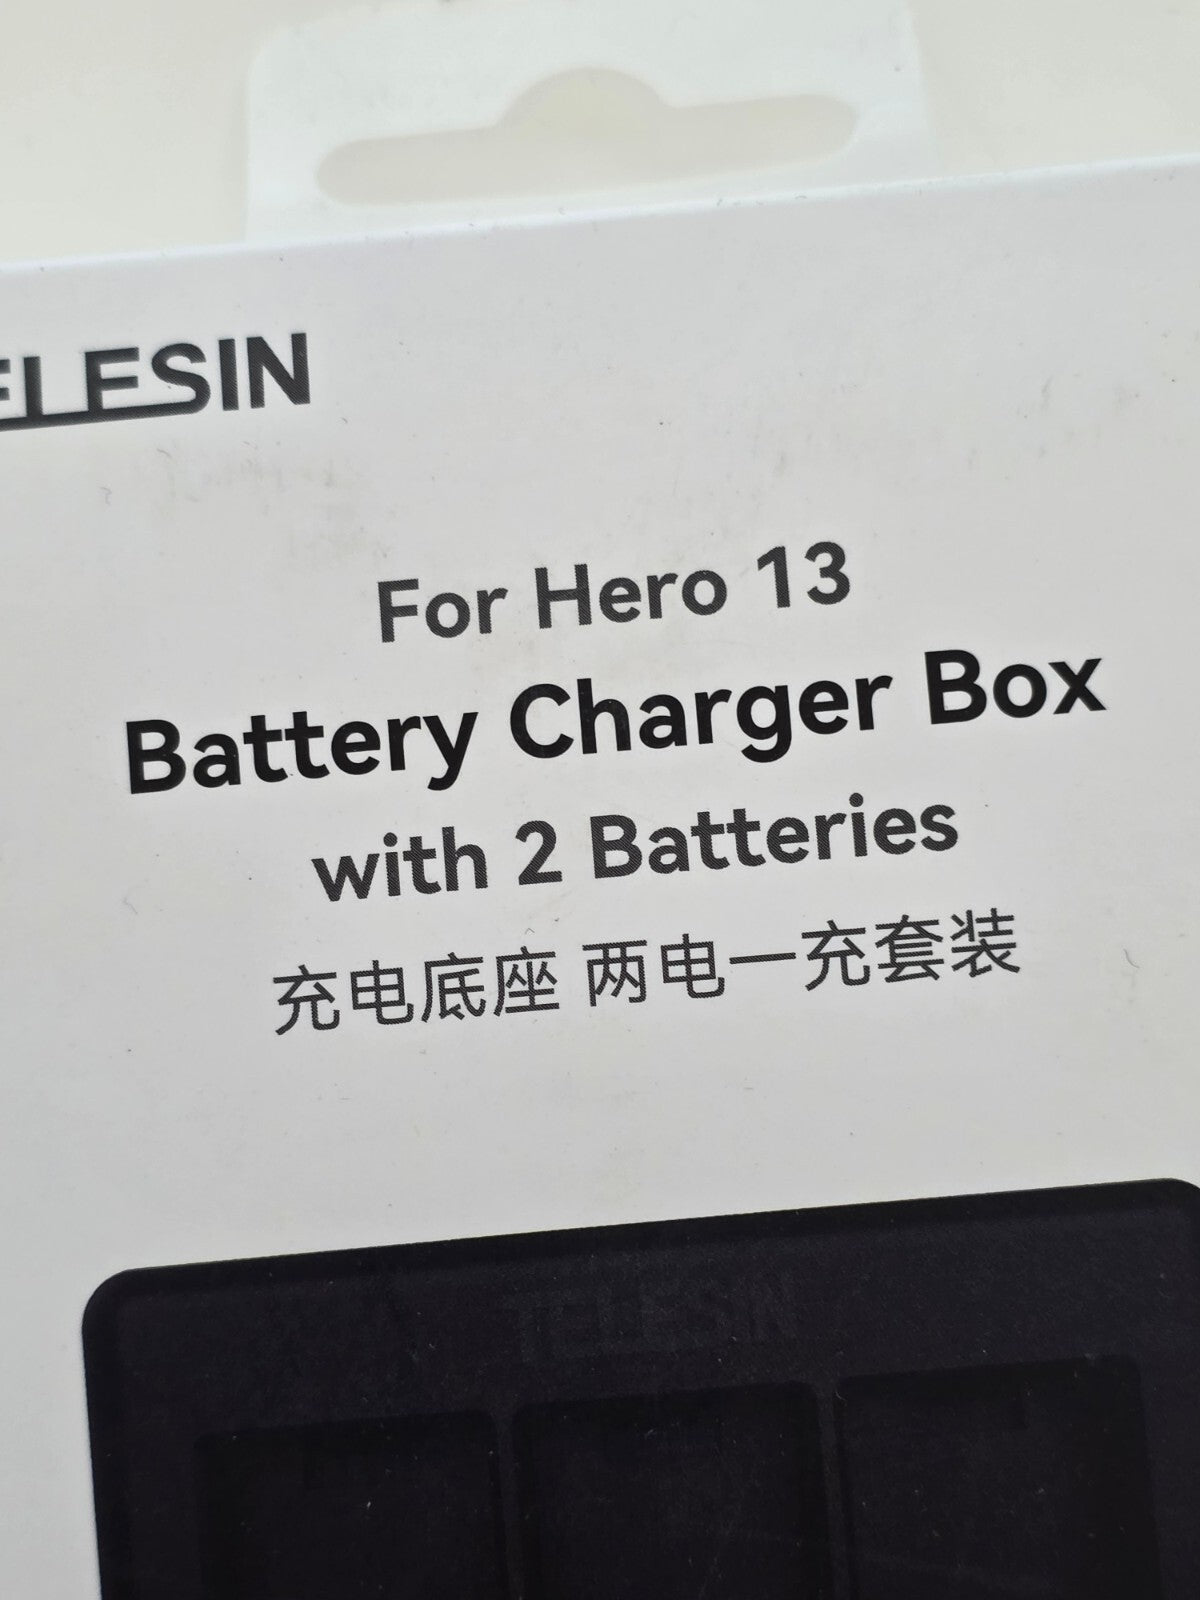 ELESIN
For Hero 13
Battery Charger Box
with 2 Batteries
充电底座 两电一充套装
TELESIN